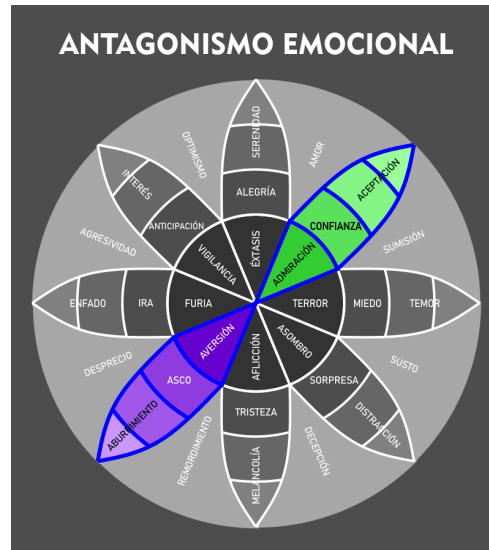 ANTAGONISMO EMOCIONAL
SERENIDAD
OPTIMISMO
AMOR
INTERÉS
ACEPTACIÓN
ALEGRÍA
ANTICIPACIÓN
CONFIANZA
AGRESIVIDAD
VIGILANCIA
ÉXTASIS
ADMIRACIÓN
SUMISIÓN
ENFADO
IRA
FURIA
TERROR
MIEDO
TEMOR
AVERSIÓN
AFLICCIÓN
ASOMBRO
DESPRECIO
ASCO
SORPRESA
SUSTO
ABURRIMIENTO
TRISTEZA
DISTRACCIÓN
REMORDIMIENTO
MELANCOLÍA
DECEPCIÓN